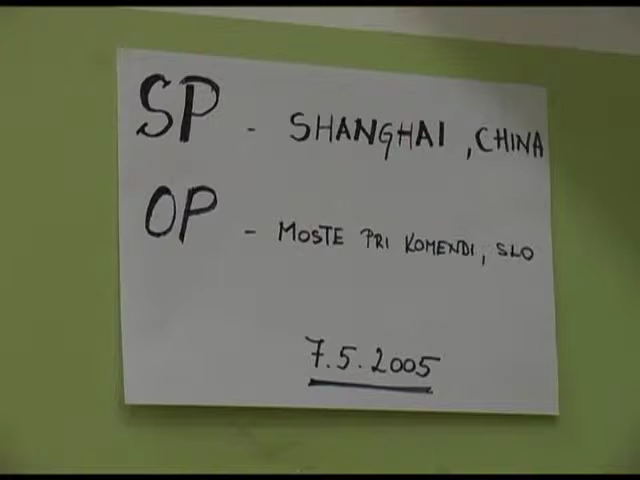 SP - SHANGHAI, CHINA
OP - MOSTE PRI KOMENDI, SLO
7.5.2005